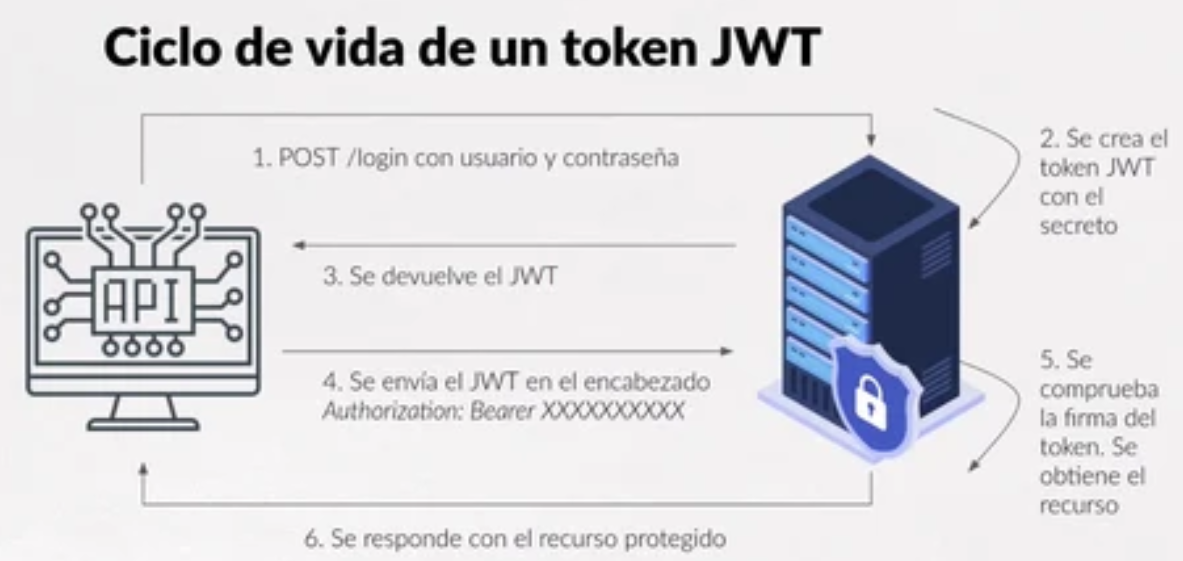 Ciclo de vida de un token JWT
1. POST /login con usuario y contraseña
2. Se crea el
token JWT
con el
secreto
3. Se devuelve el JWT
API
4. Se envía el JWT en el encabezado
Authorization: Bearer XXXXXXXXXX
5. Se
comprueba
la firma del
token. Se
obtiene el
recurso
6. Se responde con el recurso protegido